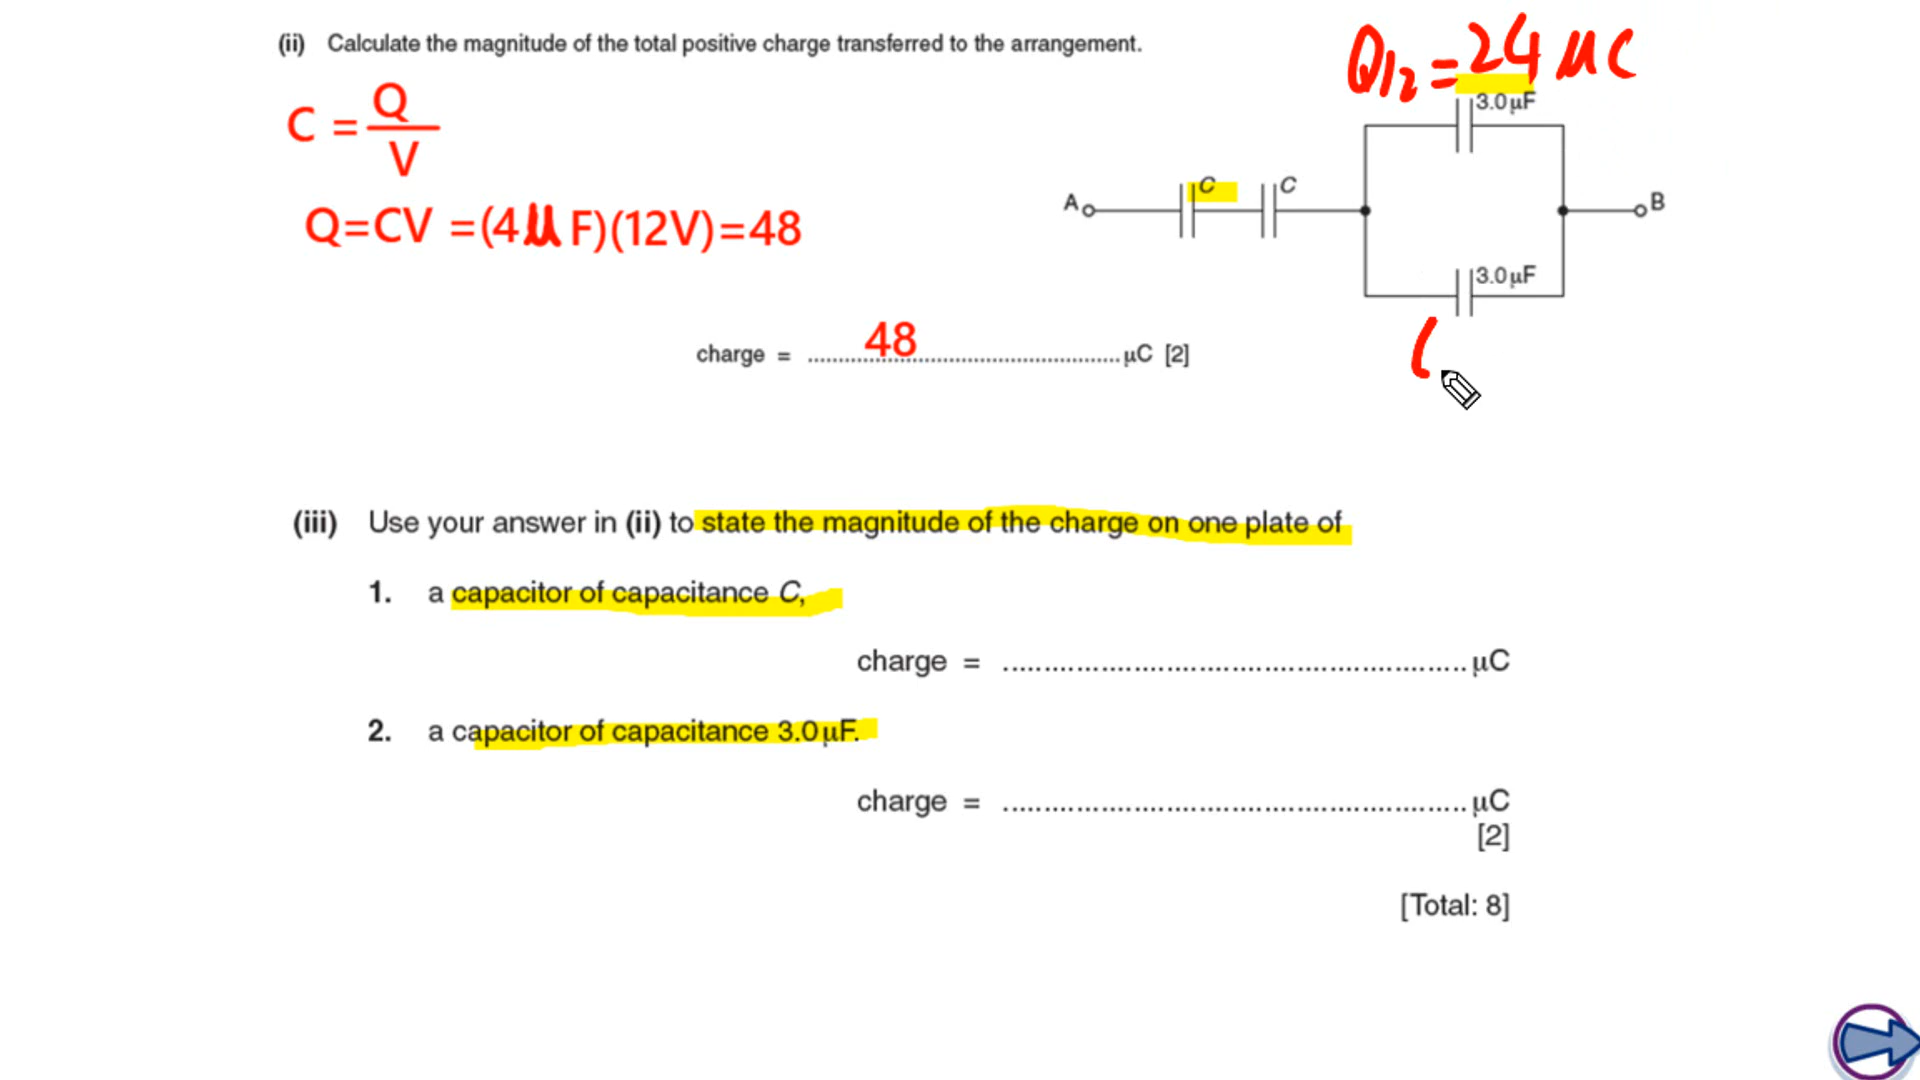 (ii) Calculate the magnitude of the total positive charge transferred to the arrangement.
Q12 = 24 μC
C = Q
V
3.0 μF
A C C B
Q=CV =(4μF)(12V)=48
3.0 μF
charge = 48 μC [2]
(iii) Use your answer in (ii) to state the magnitude of the charge on one plate of
1. a capacitor of capacitance C,
charge = ........................................................ μC
2. a capacitor of capacitance 3.0 μF.
charge = ........................................................ μC
[2]
[Total: 8]